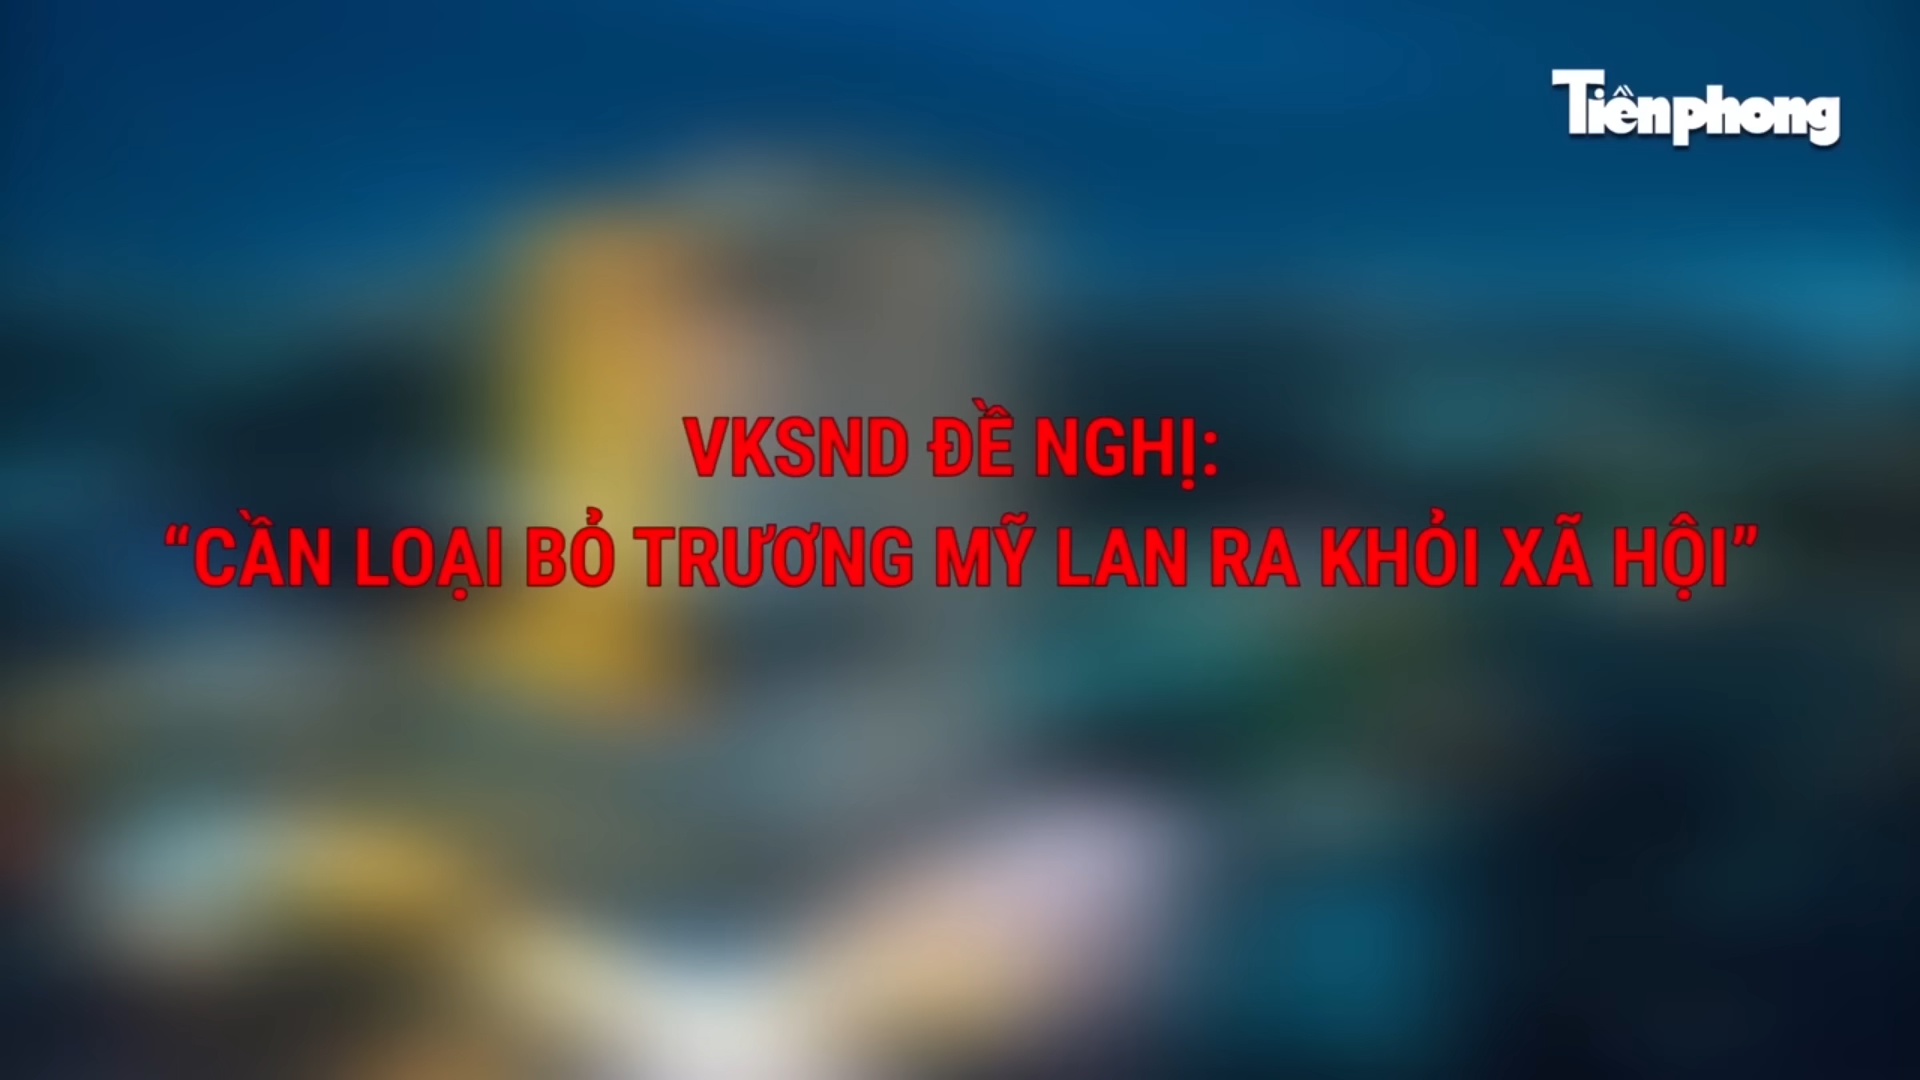 Tiềnphong
VKSND ĐỀ NGHỊ:
“CẦN LOẠI BỎ TRƯƠNG MỸ LAN RA KHỎI XÃ HỘI”